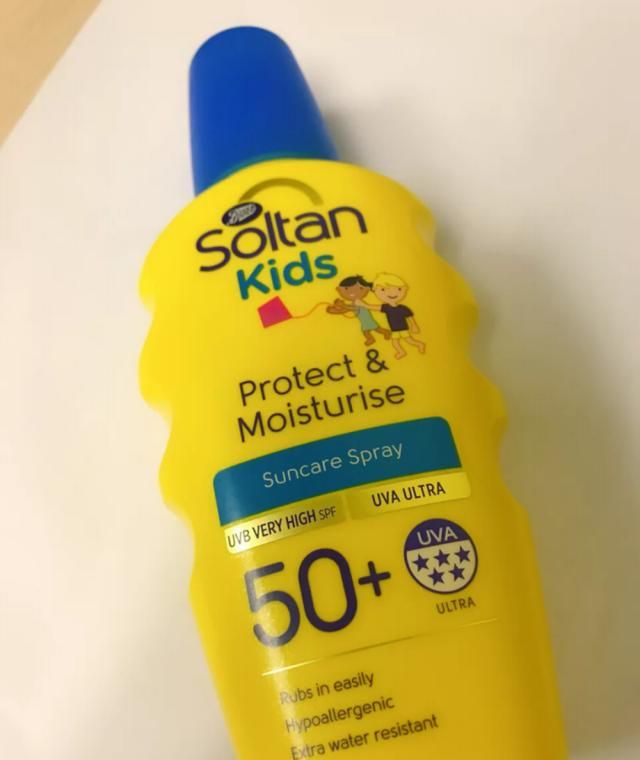 Boots
Soltan
Kids
Protect &
Moisturise
Suncare Spray
UVB VERY HIGH SPF
UVA ULTRA
50+
UVA
ULTRA
Rubs in easily
Hypoallergenic
Extra water resistant